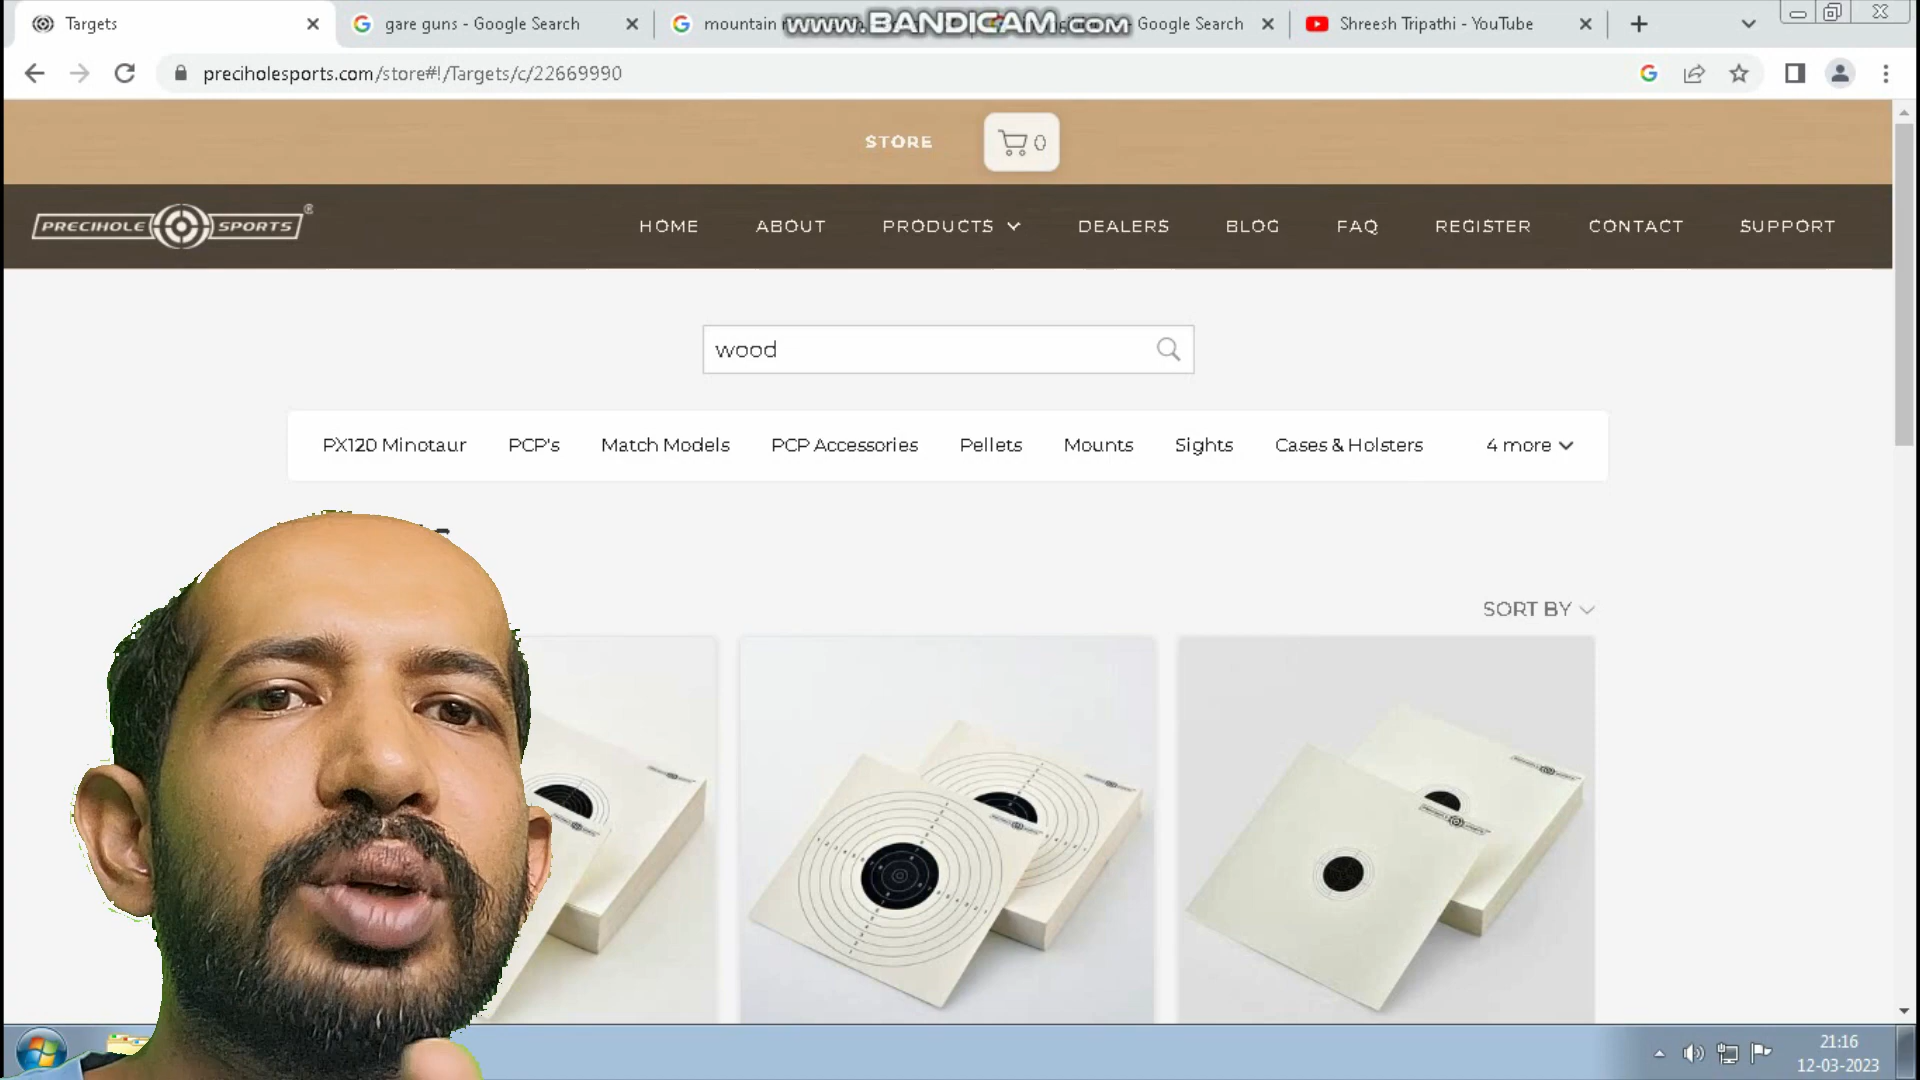 Targets
gare guns - Google Search
mountain
Google Search
Shreesh Tripathi - YouTube
www.BANDICAM.com
preciholesports.com/store#!/Targets/c/22669990
STORE
0
PRECIHOLE SPORTS ®
HOME
ABOUT
PRODUCTS
DEALERS
BLOG
FAQ
REGISTER
CONTACT
SUPPORT
wood
PX120 Minotaur
PCP's
Match Models
PCP Accessories
Pellets
Mounts
Sights
Cases & Holsters
4 more
SORT BY
21:16
12-03-2023